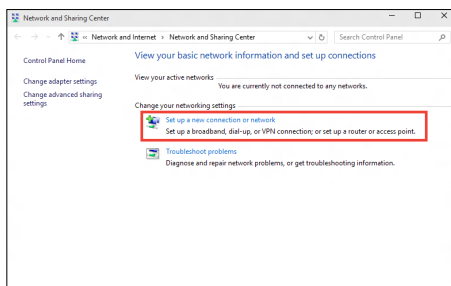 Network and Sharing Center
« Network and Internet › Network and Sharing Center
Search Control Panel
Control Panel Home
Change adapter settings
Change advanced sharing
settings
View your basic network information and set up connections
View your active networks
You are currently not connected to any networks.
Change your networking settings
Set up a new connection or network
Set up a broadband, dial-up, or VPN connection; or set up a router or access point.
Troubleshoot problems
Diagnose and repair network problems, or get troubleshooting information.